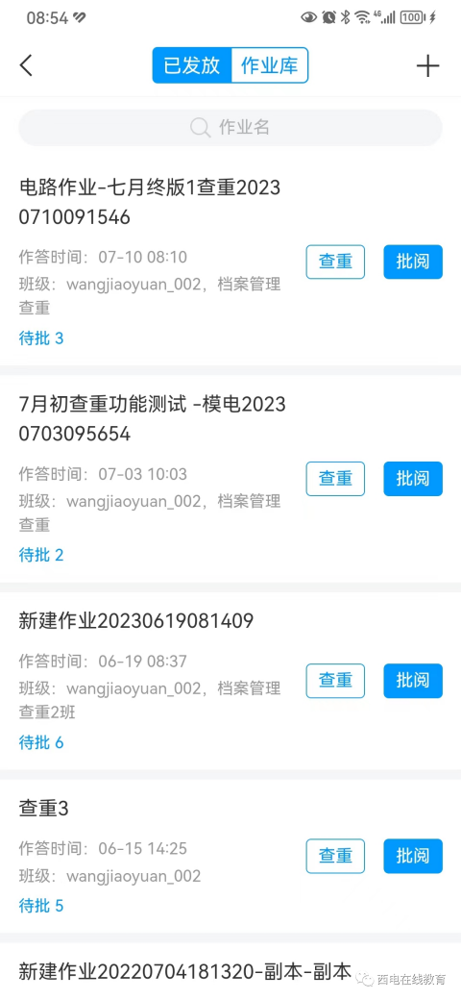 08:54
4G 100
已发放 作业库
作业名
电路作业-七月终版1查重2023
0710091546
作答时间：07-10 08:10
查重 批阅
班级：wangjiaoyuan_002，档案管理
查重
待批 3
7月初查重功能测试 -模电2023
0703095654
作答时间：07-03 10:03
查重 批阅
班级：wangjiaoyuan_002，档案管理
查重
待批 2
新建作业20230619081409
作答时间：06-19 08:37
查重 批阅
班级：wangjiaoyuan_002，档案管理
查重2班
待批 6
查重3
作答时间：06-15 14:25
查重 批阅
班级：wangjiaoyuan_002
待批 5
新建作业20220704181320-副本-副本
西电在线教育